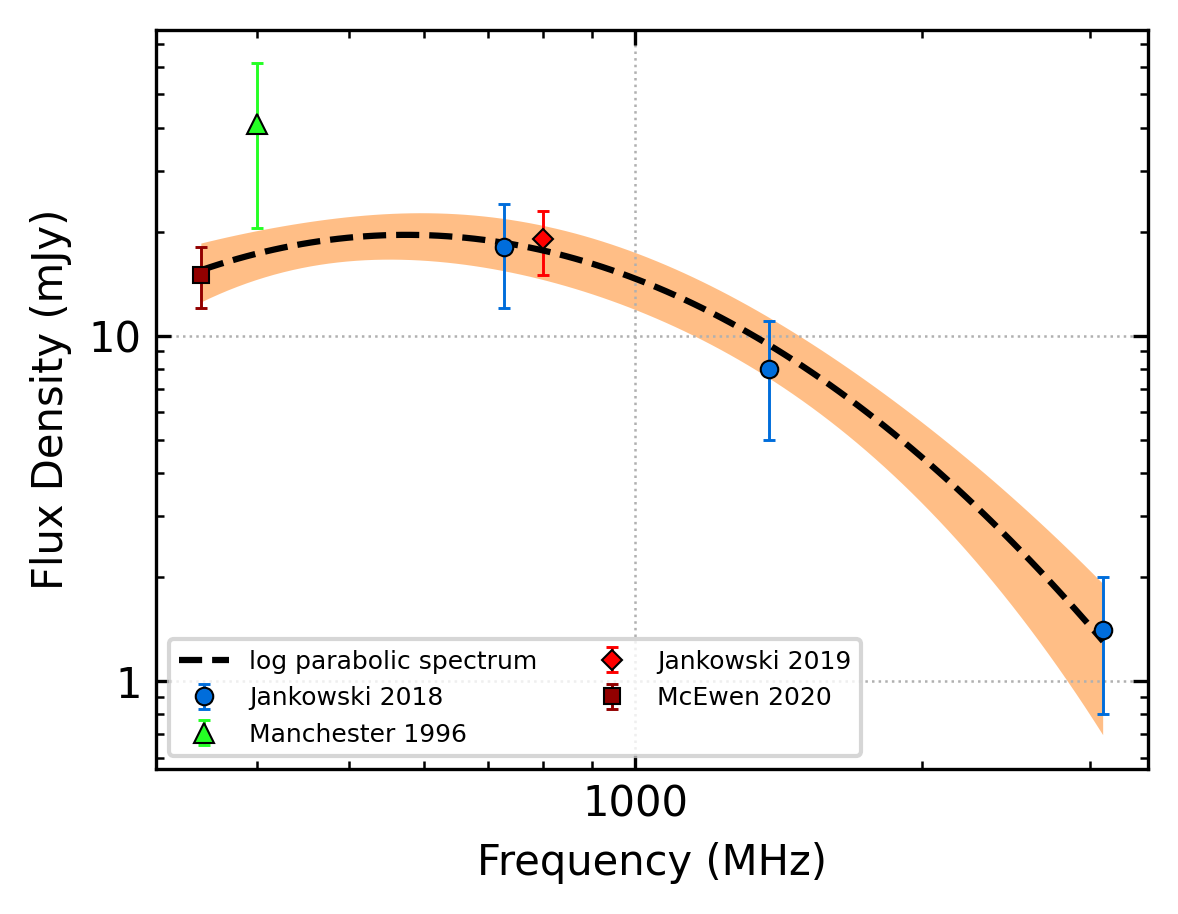 Flux Density (mJy)
10
1
log parabolic spectrum
Jankowski 2018
Manchester 1996
Jankowski 2019
McEwen 2020
1000
Frequency (MHz)